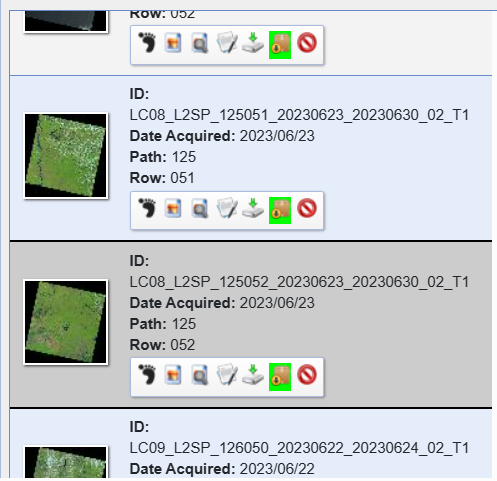 Row: 052
ID:
LC08_L2SP_125051_20230623_20230630_02_T1
Date Acquired: 2023/06/23
Path: 125
Row: 051
ID:
LC08_L2SP_125052_20230623_20230630_02_T1
Date Acquired: 2023/06/23
Path: 125
Row: 052
ID:
LC09_L2SP_126050_20230622_20230624_02_T1
Date Acquired: 2023/06/22